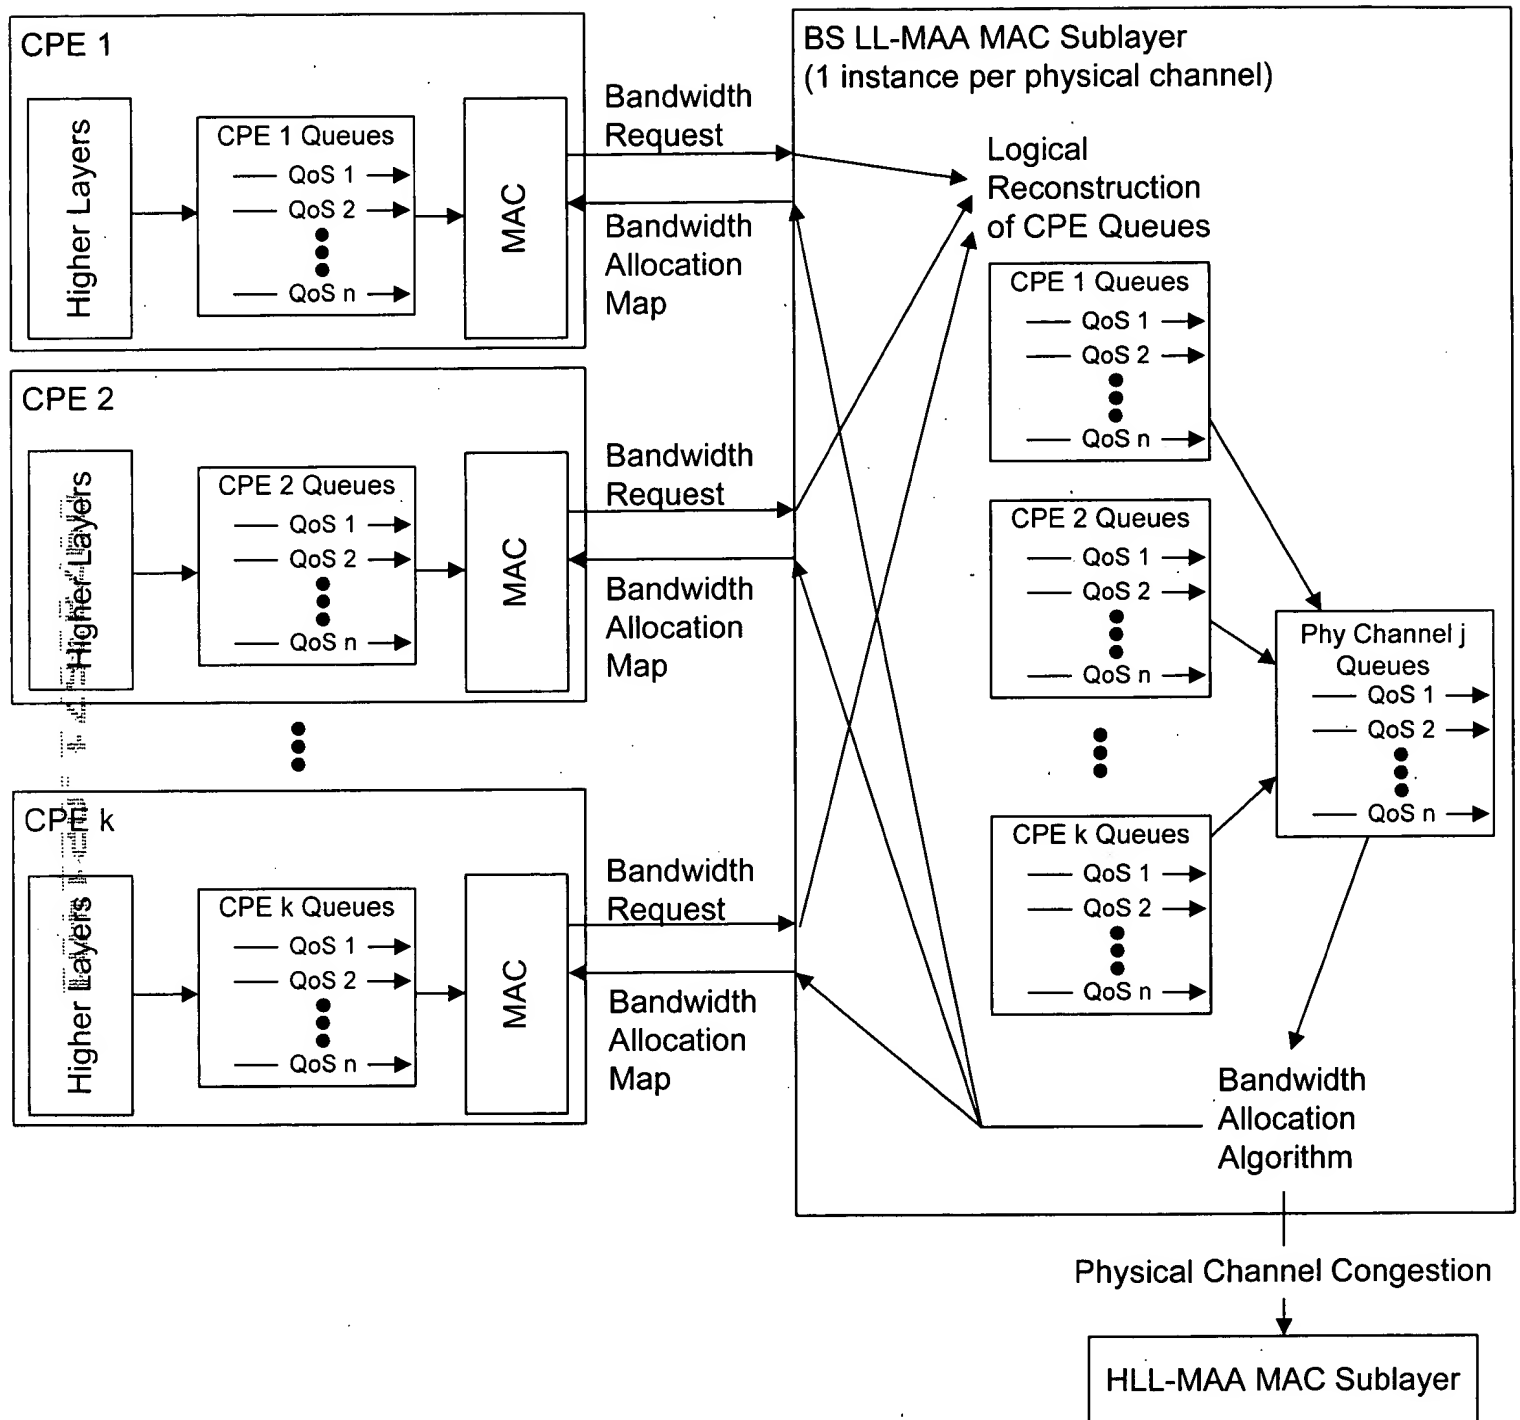 CPE 1
Higher Layers
CPE 1 Queues
QoS 1
QoS 2
QoS n
MAC
Bandwidth
Request
Bandwidth
Allocation
Map
CPE 2
Higher Layers
CPE 2 Queues
QoS 1
QoS 2
QoS n
MAC
Bandwidth
Request
Bandwidth
Allocation
Map
CPE k
Higher Layers
CPE k Queues
QoS 1
QoS 2
QoS n
MAC
Bandwidth
Request
Bandwidth
Allocation
Map
BS LL-MAA MAC Sublayer
(1 instance per physical channel)
Logical
Reconstruction
of CPE Queues
CPE 1 Queues
QoS 1
QoS 2
QoS n
CPE 2 Queues
QoS 1
QoS 2
QoS n
CPE k Queues
QoS 1
QoS 2
QoS n
Phy Channel j
Queues
QoS 1
QoS 2
QoS n
Bandwidth
Allocation
Algorithm
Physical Channel Congestion
HLL-MAA MAC Sublayer